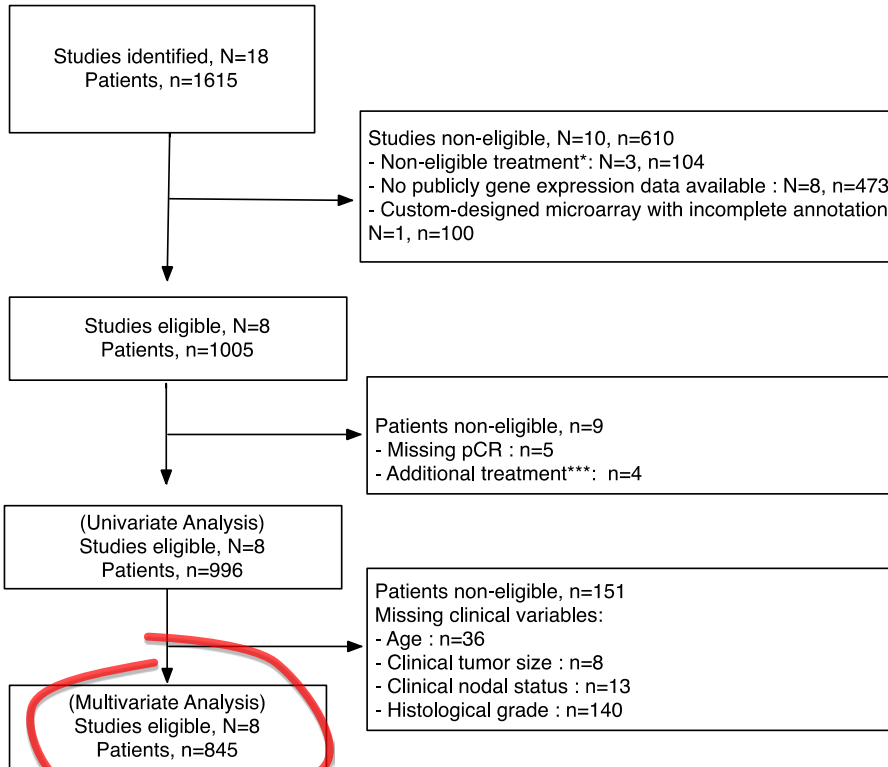 Studies identified, N=18
Patients, n=1615
Studies non-eligible, N=10, n=610
- Non-eligible treatment*: N=3, n=104
- No publicly gene expression data available : N=8, n=473
- Custom-designed microarray with incomplete annotation
N=1, n=100
Studies eligible, N=8
Patients, n=1005
Patients non-eligible, n=9
- Missing pCR : n=5
- Additional treatment***: n=4
(Univariate Analysis)
Studies eligible, N=8
Patients, n=996
Patients non-eligible, n=151
Missing clinical variables:
- Age : n=36
- Clinical tumor size : n=8
- Clinical nodal status : n=13
- Histological grade : n=140
(Multivariate Analysis)
Studies eligible, N=8
Patients, n=845